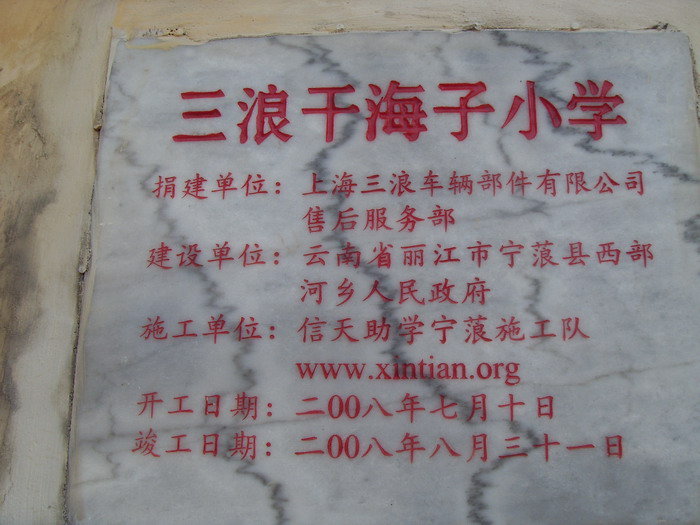 三浪干海子小学
捐建单位：上海三浪车辆部件有限公司
售后服务部
建设单位：云南省丽江市宁蒗县西部
河乡人民政府
施工单位：信天助学宁蒗施工队
www.xintian.org
开工日期：二00八年七月十日
竣工日期：二00八年八月三十一日